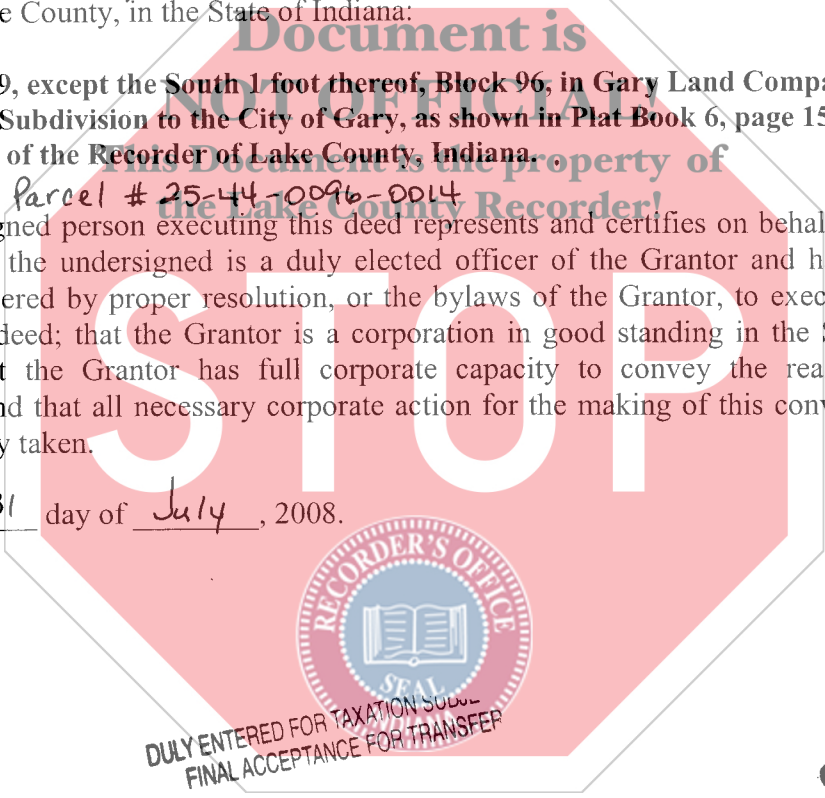 e County, in the State of Indiana:
Document is
9, except the South 1 foot thereof, Block 96, in Gary Land Compa
NOT OFFICIAL!
Subdivision to the City of Gary, as shown in Plat Book 6, page 15
of the Recorder of Lake County, Indiana. .
This Document is the property of
Parcel # 25-44-0096-0014
the Lake County Recorder!
gned person executing this deed represents and certifies on behal
the undersigned is a duly elected officer of the Grantor and h
ered by proper resolution, or the bylaws of the Grantor, to exec
deed; that the Grantor is a corporation in good standing in the S
t the Grantor has full corporate capacity to convey the rea
nd that all necessary corporate action for the making of this conv
y taken.
STOP
31 day of July, 2008.
RECORDER'S OFFICE
SEAL
INDIANA
DULY ENTERED FOR TAXATION
FINAL ACCEPTANCE FOR TRANSFER